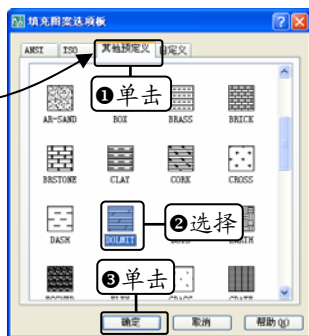 填充图案选项板
ANSI ISO 其他预定义 自定义
❶单击
AR-SAND BOX BRASS BRICK
BRSTONE CLAY CORK CROSS
❷选择
DASH DOLMIT EARTH
❸单击
确定 取消 帮助(H)